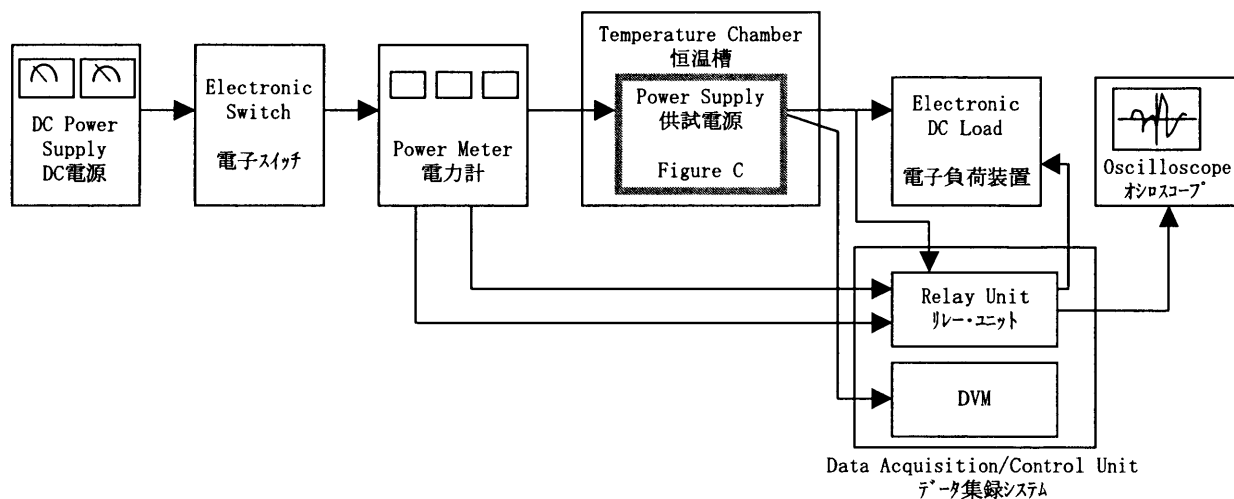 DC Power
Supply
DC電源
Electronic
Switch
電子スイッチ
Power Meter
電力計
Temperature Chamber
恒温槽
Power Supply
供試電源
Figure C
Electronic
DC Load
電子負荷装置
Oscilloscope
オシロスコープ
Relay Unit
リレー・ユニット
DVM
Data Acquisition/Control Unit
データ集録システム